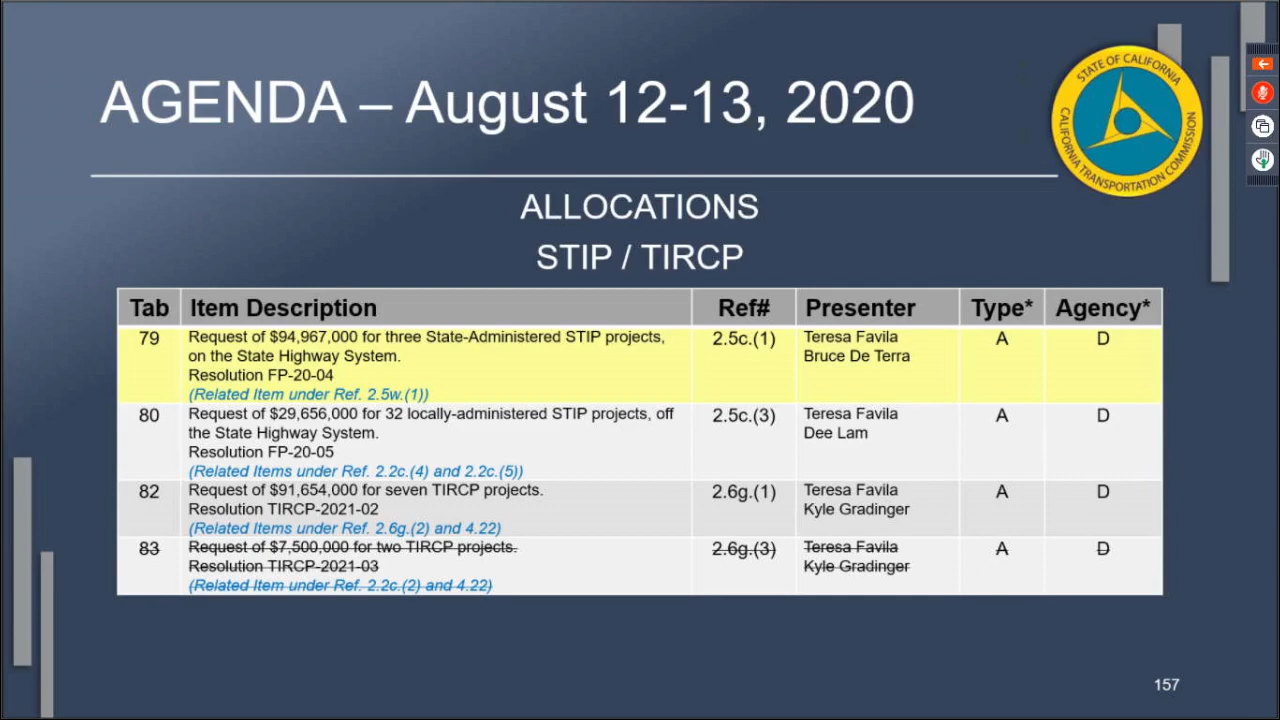 AGENDA – August 12-13, 2020
STATE OF CALIFORNIA
CALIFORNIA TRANSPORTATION COMMISSION
ALLOCATIONS
STIP / TIRCP
Tab Item Description Ref# Presenter Type* Agency*
79 Request of $94,967,000 for three State-Administered STIP projects, 2.5c.(1) Teresa Favila A D
on the State Highway System. Bruce De Terra
Resolution FP-20-04
(Related Item under Ref. 2.5w.(1))
80 Request of $29,656,000 for 32 locally-administered STIP projects, off 2.5c.(3) Teresa Favila A D
the State Highway System. Dee Lam
Resolution FP-20-05
(Related Items under Ref. 2.2c.(4) and 2.2c.(5))
82 Request of $91,654,000 for seven TIRCP projects. 2.6g.(1) Teresa Favila A D
Resolution TIRCP-2021-02 Kyle Gradinger
(Related Items under Ref. 2.6g.(2) and 4.22)
83 Request of $7,500,000 for two TIRCP projects. 2.6g.(3) Teresa Favila A D
Resolution TIRCP-2021-03 Kyle Gradinger
(Related Item under Ref. 2.2c.(2) and 4.22)
157